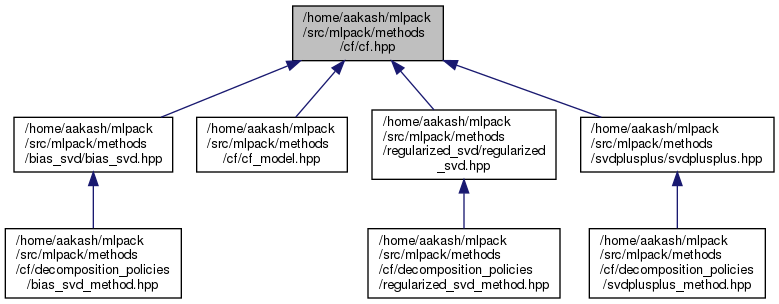 /home/aakash/mlpack
/src/mlpack/methods
/cf/cf.hpp
/home/aakash/mlpack
/src/mlpack/methods
/bias_svd/bias_svd.hpp
/home/aakash/mlpack
/src/mlpack/methods
/cf/cf_model.hpp
/home/aakash/mlpack
/src/mlpack/methods
/regularized_svd/regularized
_svd.hpp
/home/aakash/mlpack
/src/mlpack/methods
/svdplusplus/svdplusplus.hpp
/home/aakash/mlpack
/src/mlpack/methods
/cf/decomposition_policies
/bias_svd_method.hpp
/home/aakash/mlpack
/src/mlpack/methods
/cf/decomposition_policies
/regularized_svd_method.hpp
/home/aakash/mlpack
/src/mlpack/methods
/cf/decomposition_policies
/svdplusplus_method.hpp